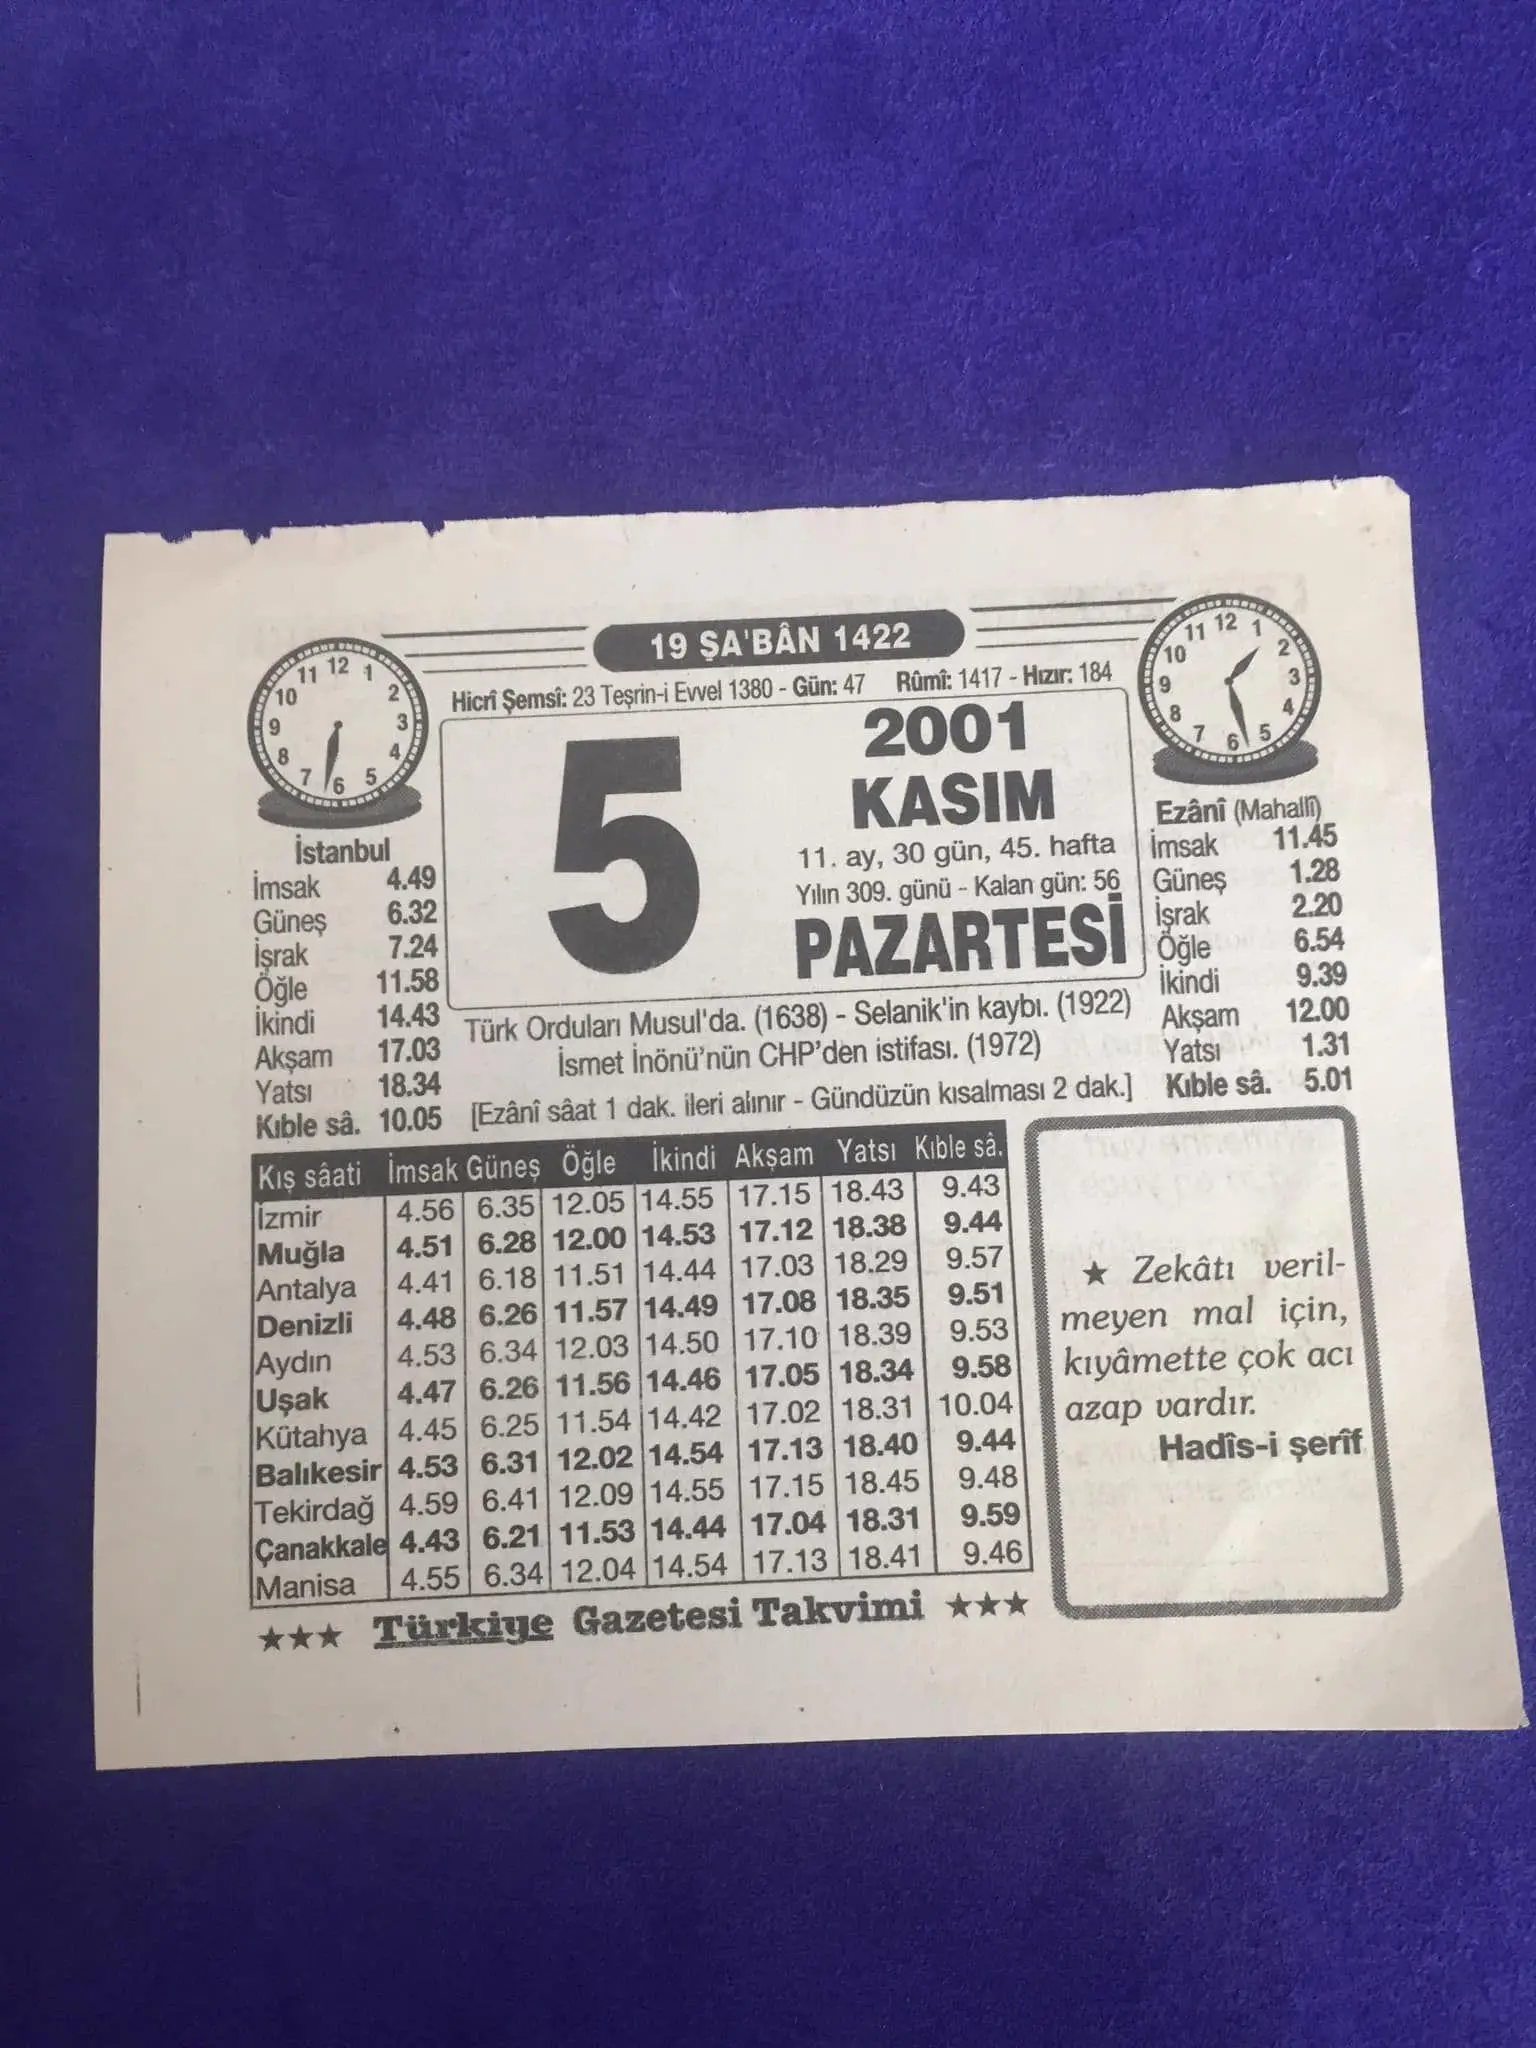 19 ŞA'BÂN 1422
Hicrî Şemsî: 23 Teşrin-i Evvel 1380 - Gün: 47 Rûmî: 1417 - Hızır: 184
12 1 2 3 4 5 6 7 8 9 10 11
İstanbul
İmsak 4.49
Güneş 6.32
İşrak 7.24
Öğle 11.58
İkindi 14.43
Akşam 17.03
Yatsı 18.34
Kıble sâ. 10.05
5
2001
KASIM
11. ay, 30 gün, 45. hafta
Yılın 309. günü - Kalan gün: 56
PAZARTESİ
12 1 2 3 4 5 6 7 8 9 10 11
Ezânî (Mahallî)
İmsak 11.45
Güneş 1.28
İşrak 2.20
Öğle 6.54
İkindi 9.39
Akşam 12.00
Yatsı 1.31
Kıble sâ. 5.01
Türk Orduları Musul'da. (1638) - Selanik'in kaybı. (1922)
İsmet İnönü'nün CHP'den istifası. (1972)
[Ezânî sâat 1 dak. ileri alınır - Gündüzün kısalması 2 dak.]
Kış sâati İmsak Güneş Öğle İkindi Akşam Yatsı Kıble sâ.
İzmir 4.56 6.35 12.05 14.55 17.15 18.43 9.43
Muğla 4.51 6.28 12.00 14.53 17.12 18.38 9.44
Antalya 4.41 6.18 11.51 14.44 17.03 18.29 9.57
Denizli 4.48 6.26 11.57 14.49 17.08 18.35 9.51
Aydın 4.53 6.34 12.03 14.50 17.10 18.39 9.53
Uşak 4.47 6.26 11.56 14.46 17.05 18.34 9.58
Kütahya 4.45 6.25 11.54 14.42 17.02 18.31 10.04
Balıkesir 4.53 6.31 12.02 14.54 17.13 18.40 9.44
Tekirdağ 4.59 6.41 12.09 14.55 17.15 18.45 9.48
Çanakkale 4.43 6.21 11.53 14.44 17.04 18.31 9.59
Manisa 4.55 6.34 12.04 14.54 17.13 18.41 9.46
★ Zekâtı veril-
meyen mal için,
kıyâmette çok acı
azap vardır.
Hadîs-i şerîf
★★★ Türkiye Gazetesi Takvimi ★★★